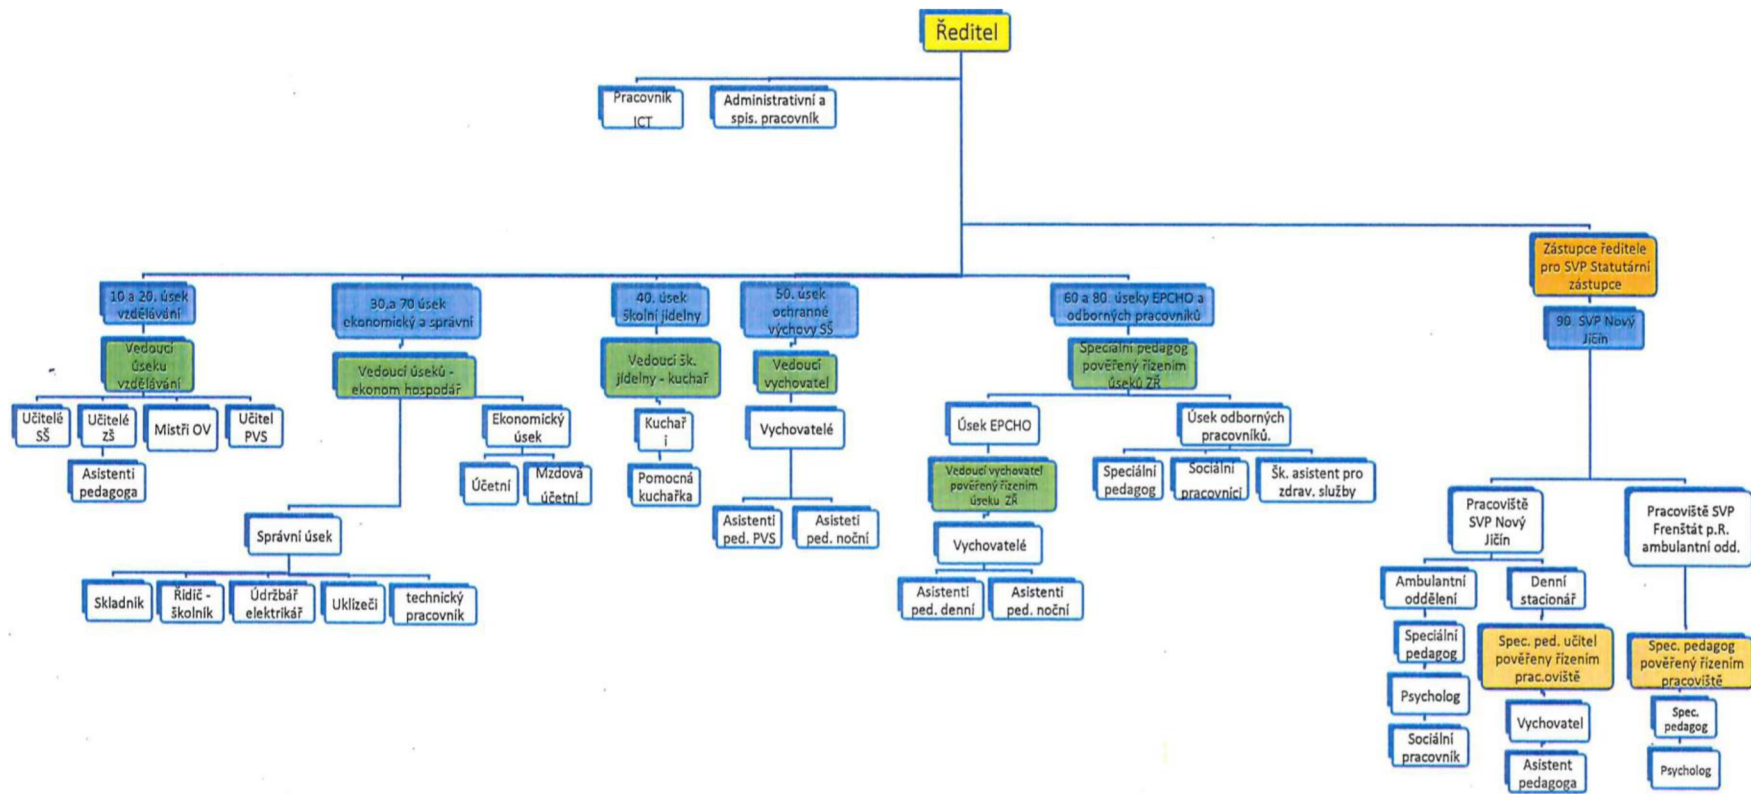 Ředitel
Pracovník
ICT
Administrativní a
spis. pracovník
Zástupce ředitele
pro SVP Statutární
zástupce
10 a 20. úsek
vzdělávání
30.a 70 úsek
ekonomický a správní
40. úsek
školní jídelny
50. úsek
ochranné
výchovy SŠ
60 a 80. úseky EPCHO a
odborných pracovníků
90. SVP Nový
Jičín
Vedoucí
úseku
vzdělávání
Vedoucí úseků -
ekonom hospodář
Vedoucí šk.
jídelny - kuchař
Vedoucí
vychovatel
Speciální pedagog
pověřený řízením
úseků ZŘ
Učitelé
SŠ
Učitelé
ZŠ
Mistři OV
Učitel
PVS
Asistenti
pedagoga
Ekonomický
úsek
Účetní
Mzdová
účetní
Správní úsek
Skladník
Řidič -
školník
Údržbář
elektrikář
Uklízeči
technický
pracovník
Kuchař
i
Pomocná
kuchařka
Vychovatelé
Asistenti
ped. PVS
Asisteti
ped. noční
Úsek EPCHO
Vedoucí vychovatel
pověřený řízením
úseku ZŘ
Vychovatelé
Asistenti
ped. denní
Asistenti
ped. noční
Úsek odborných
pracovníků.
Speciální
pedagog
Sociální
pracovníci
Šk. asistent pro
zdrav. služby
Pracoviště
SVP Nový
Jičín
Pracoviště SVP
Frenštát p.R.
ambulantní odd.
Ambulantní
oddělení
Speciální
pedagog
Psycholog
Sociální
pracovník
Denní
stacionář
Spec. ped. učitel
pověřeny řízením
prac.oviště
Vychovatel
Asistent
pedagoga
Spec. pedagog
pověřený řízením
pracoviště
Spec.
pedagog
Psycholog